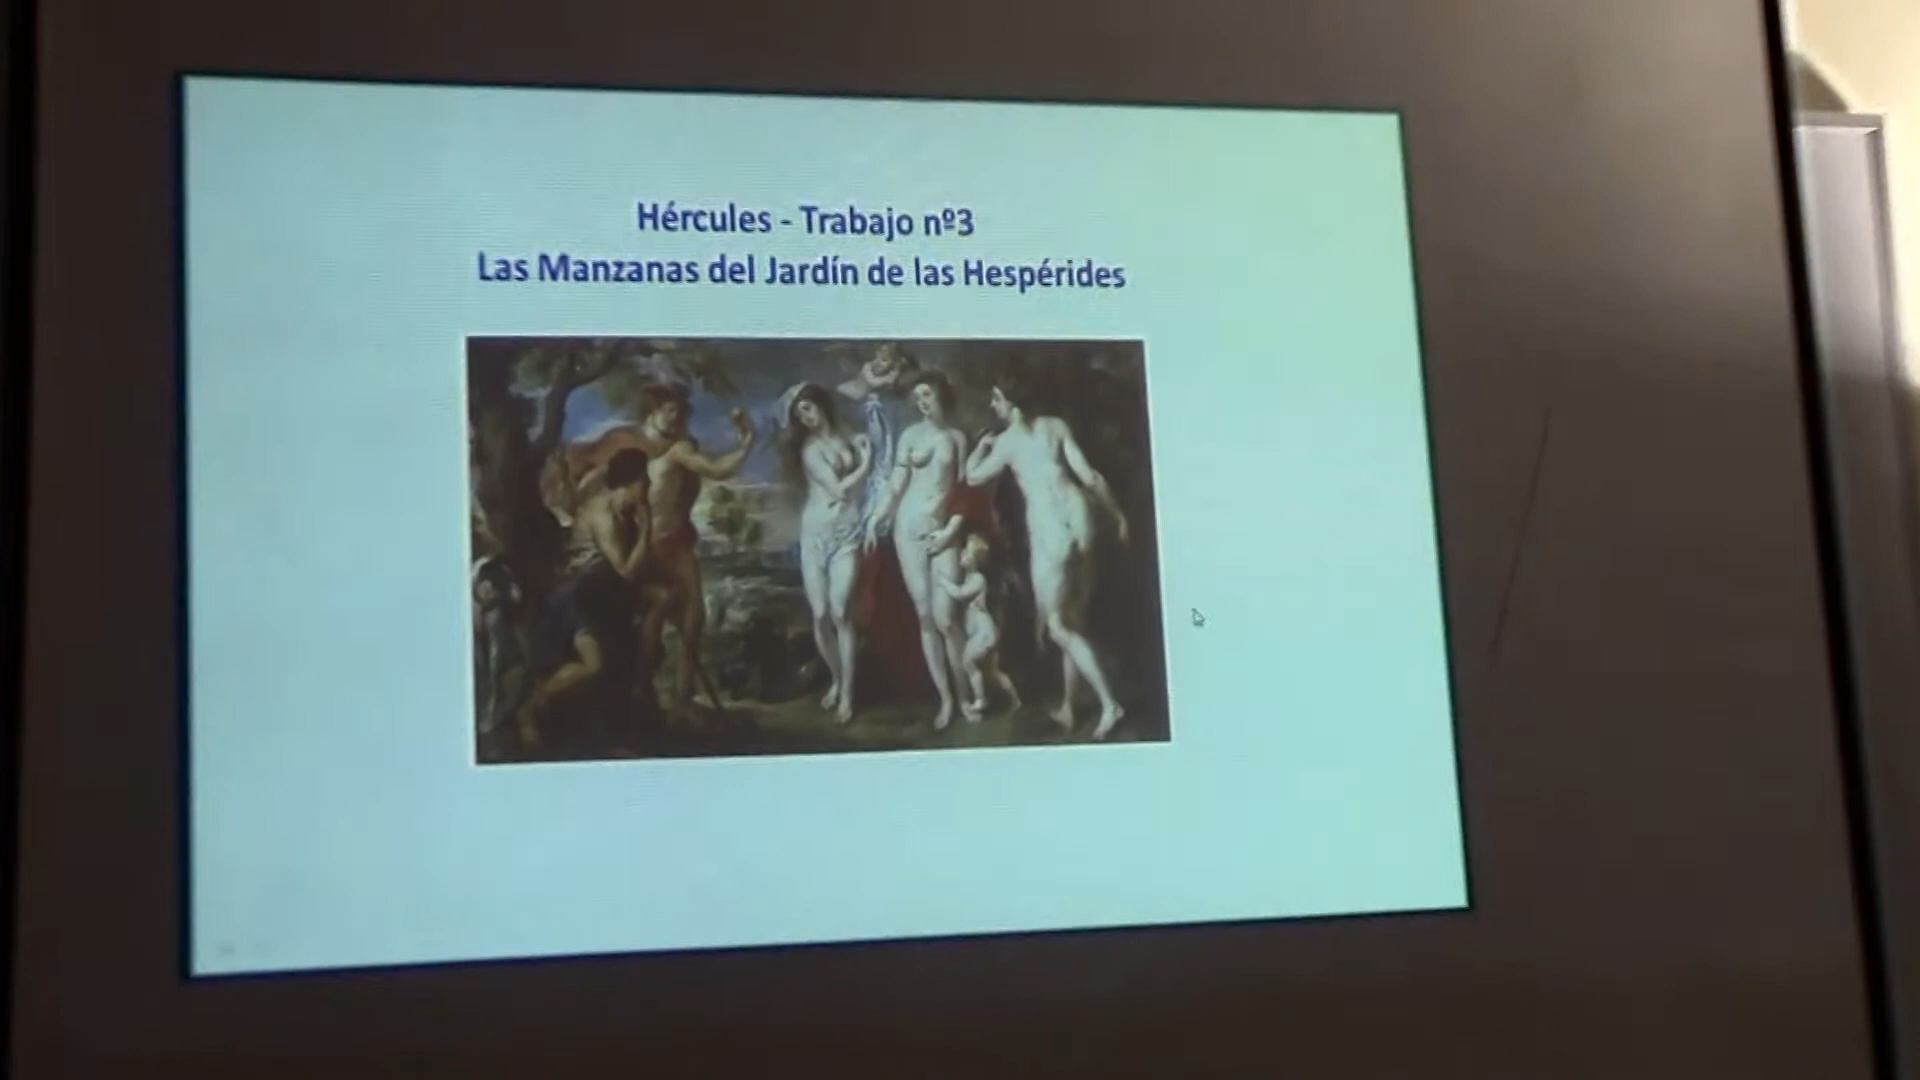 Hércules - Trabajo nº3
Las Manzanas del Jardín de las Hespérides